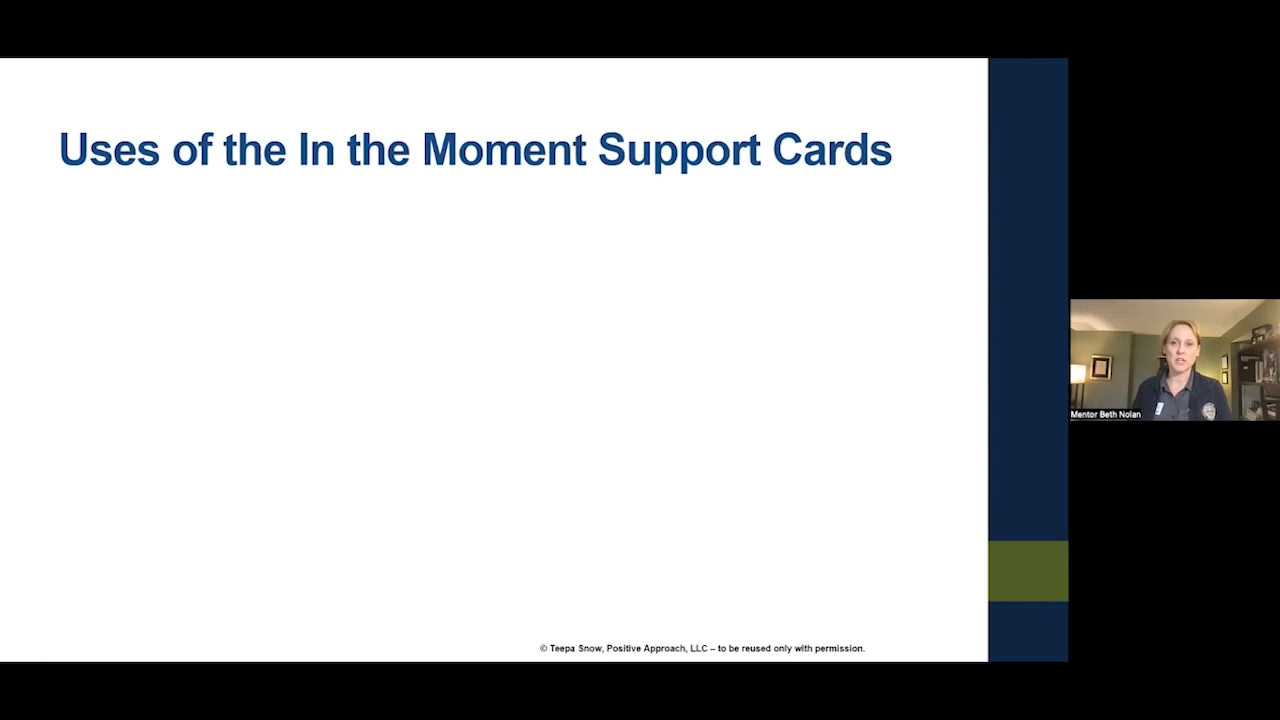 Uses of the In the Moment Support Cards
Mentor Beth Nolan
© Teepa Snow, Positive Approach, LLC – to be reused only with permission.